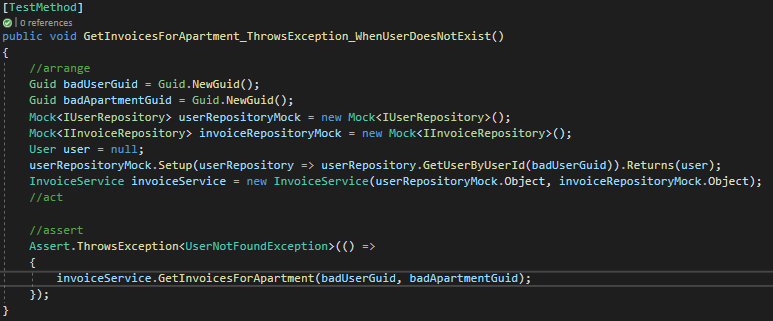 [TestMethod]
| 0 references
public void GetInvoicesForApartment_ThrowsException_WhenUserDoesNotExist()
{
//arrange
Guid badUserGuid = Guid.NewGuid();
Guid badApartmentGuid = Guid.NewGuid();
Mock<IUserRepository> userRepositoryMock = new Mock<IUserRepository>();
Mock<IInvoiceRepository> invoiceRepositoryMock = new Mock<IInvoiceRepository>();
User user = null;
userRepositoryMock.Setup(userRepository => userRepository.GetUserByUserId(badUserGuid)).Returns(user);
InvoiceService invoiceService = new InvoiceService(userRepositoryMock.Object, invoiceRepositoryMock.Object);
//act
//assert
Assert.ThrowsException<UserNotFoundException>(() =>
{
invoiceService.GetInvoicesForApartment(badUserGuid, badApartmentGuid);
});
}